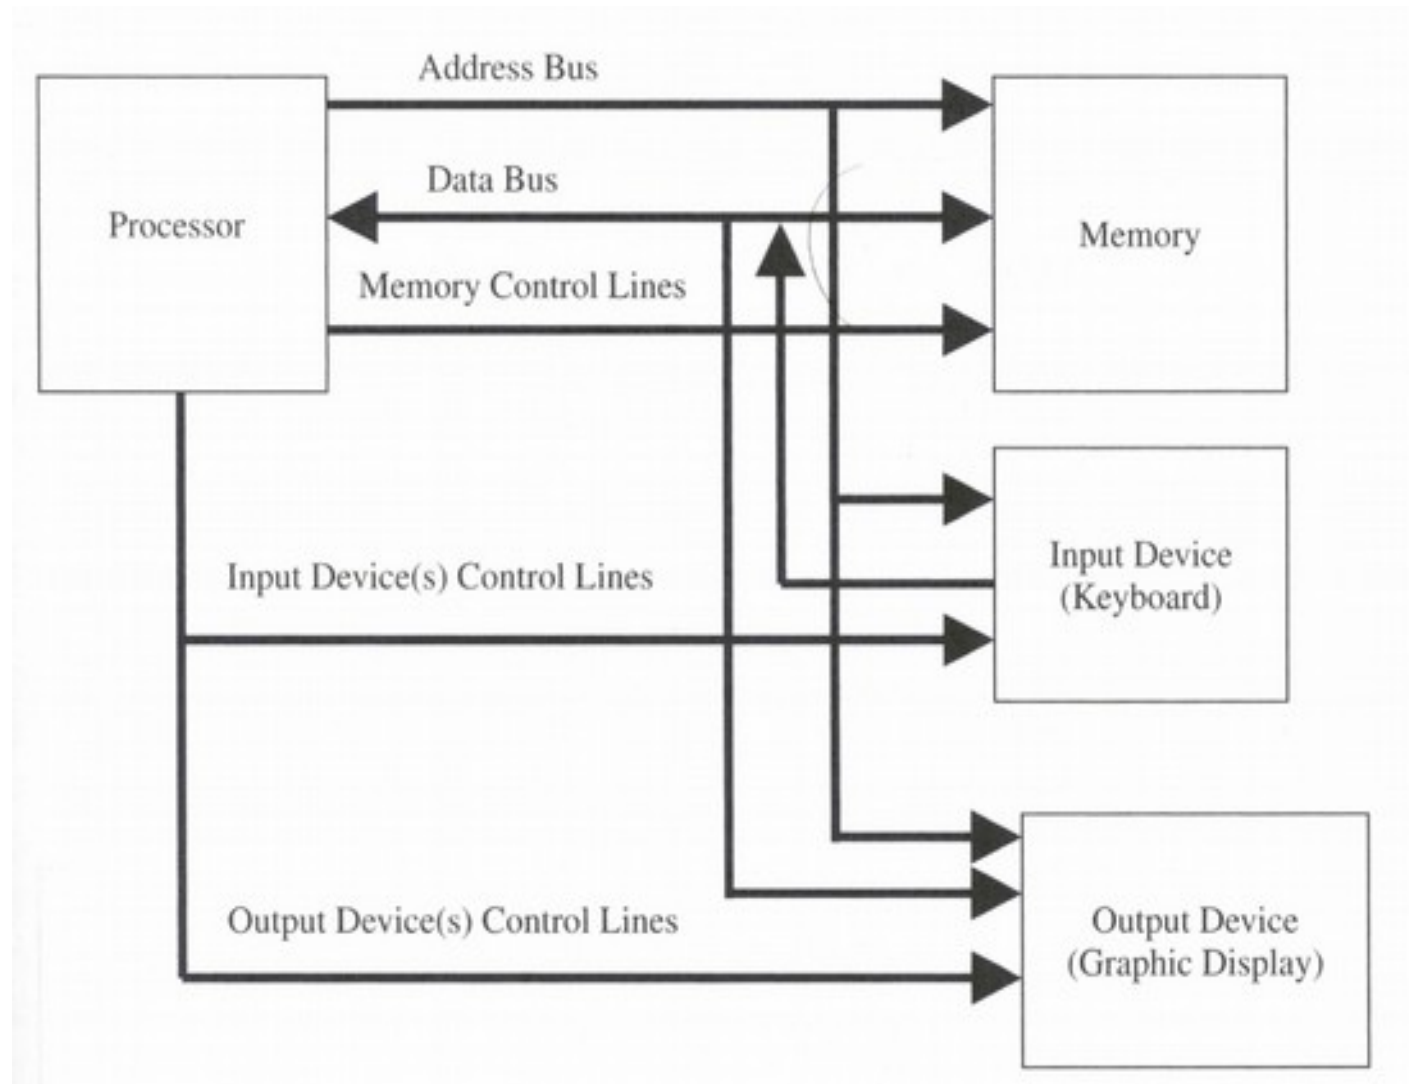 Address Bus
Data Bus
Processor
Memory
Memory Control Lines
Input Device(s) Control Lines
Input Device
(Keyboard)
Output Device(s) Control Lines
Output Device
(Graphic Display)